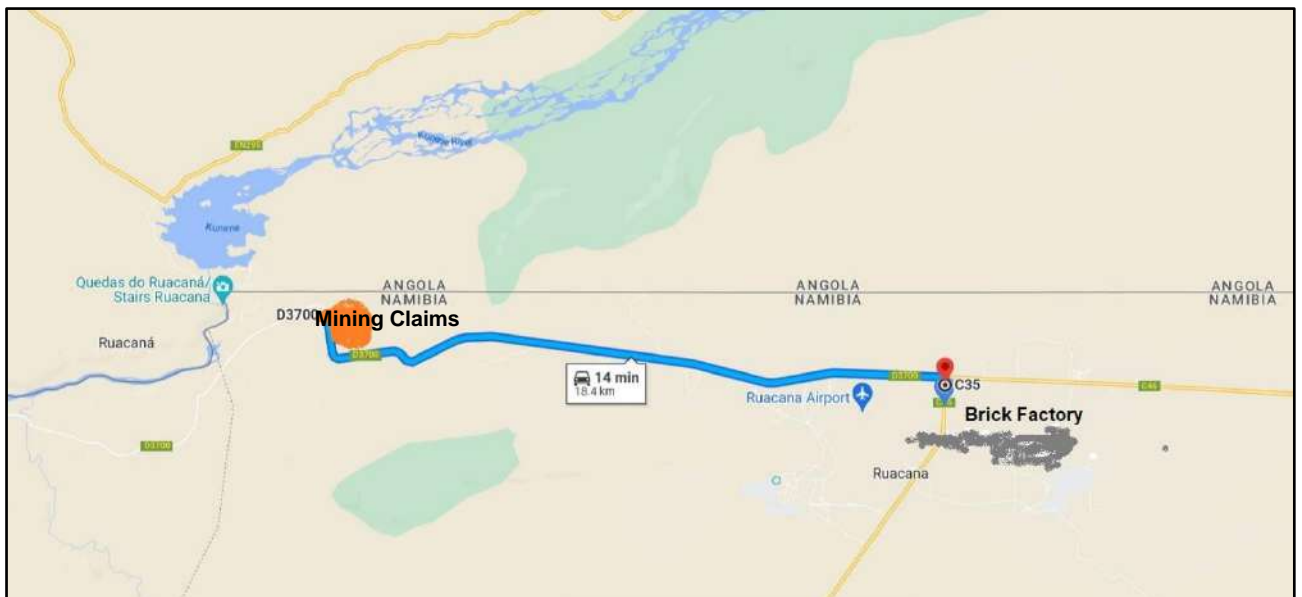 EN295
Kunene River
Kunene
Quedas do Ruacaná/
Stairs Ruacana
ANGOLA
NAMIBIA
ANGOLA
NAMIBIA
ANGOLA
NAMIBIA
D3700
Mining Claims
Ruacaná
D3700
14 min
18.4 km
D3700
C35
C46
Ruacana Airport
Brick Factory
D3700
Ruacana